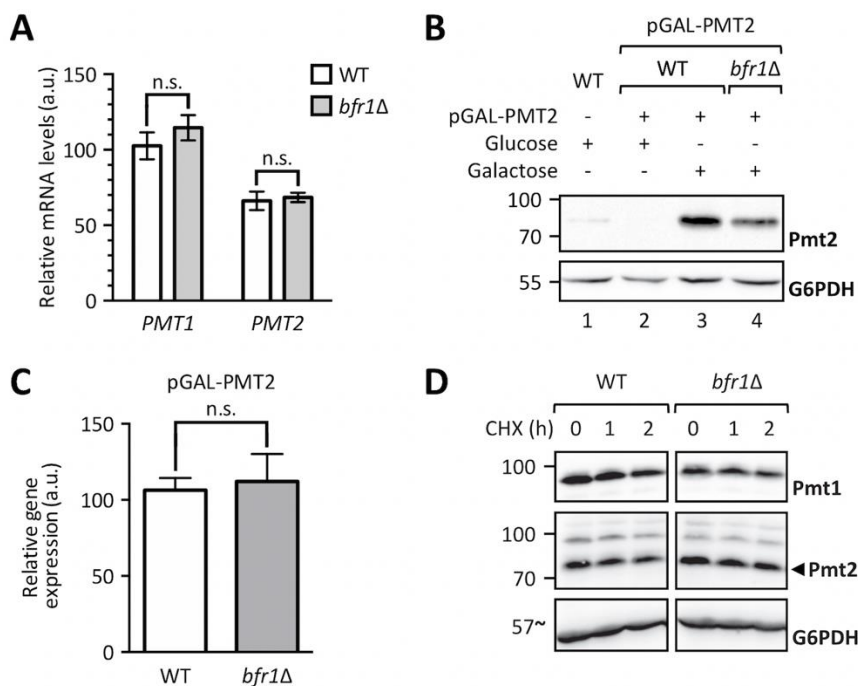 A
Relative mRNA levels (a.u.)
150
100
50
0
n.s.
n.s.
WT
bfr1Δ
PMT1
PMT2
B
pGAL-PMT2
WT
WT
bfr1Δ
pGAL-PMT2 - + + +
Glucose + + - -
Galactose - - + +
100
70
Pmt2
55
G6PDH
1 2 3 4
C
pGAL-PMT2
Relative gene
expression (a.u.)
150
100
50
0
n.s.
WT
bfr1Δ
D
WT
bfr1Δ
CHX (h) 0 1 2 0 1 2
100
Pmt1
100
70
◄Pmt2
57~
G6PDH